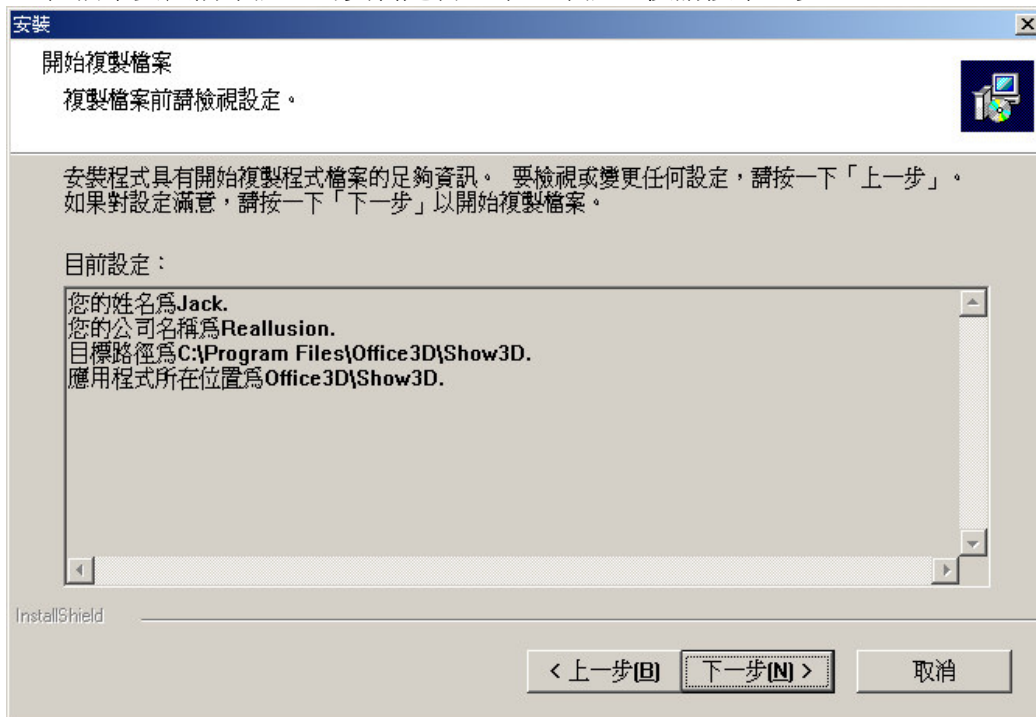 安裝
開始複製檔案
複製檔案前請檢視設定。
安裝程式具有開始複製程式檔案的足夠資訊。 要檢視或變更任何設定，請按一下「上一步」。
如果對設定滿意，請按一下「下一步」以開始複製檔案。
目前設定：
您的姓名為Jack.
您的公司名稱為Reallusion.
目標路徑為C:\Program Files\Office3D\Show3D.
應用程式所在位置為Office3D\Show3D.
InstallShield
< 上一步(B) 下一步(N) > 取消